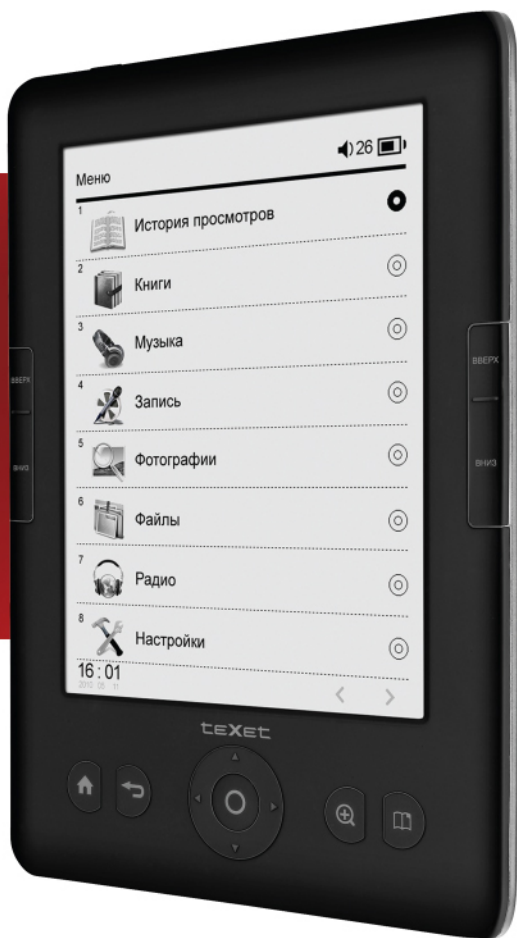 26
Меню
1 История просмотров
2 Книги
3 Музыка
4 Запись
5 Фотографии
6 Файлы
7 Радио
8 Настройки
16 : 01
teXet
ВВЕРХ
ВНИЗ
ВВЕРХ
ВНИЗ